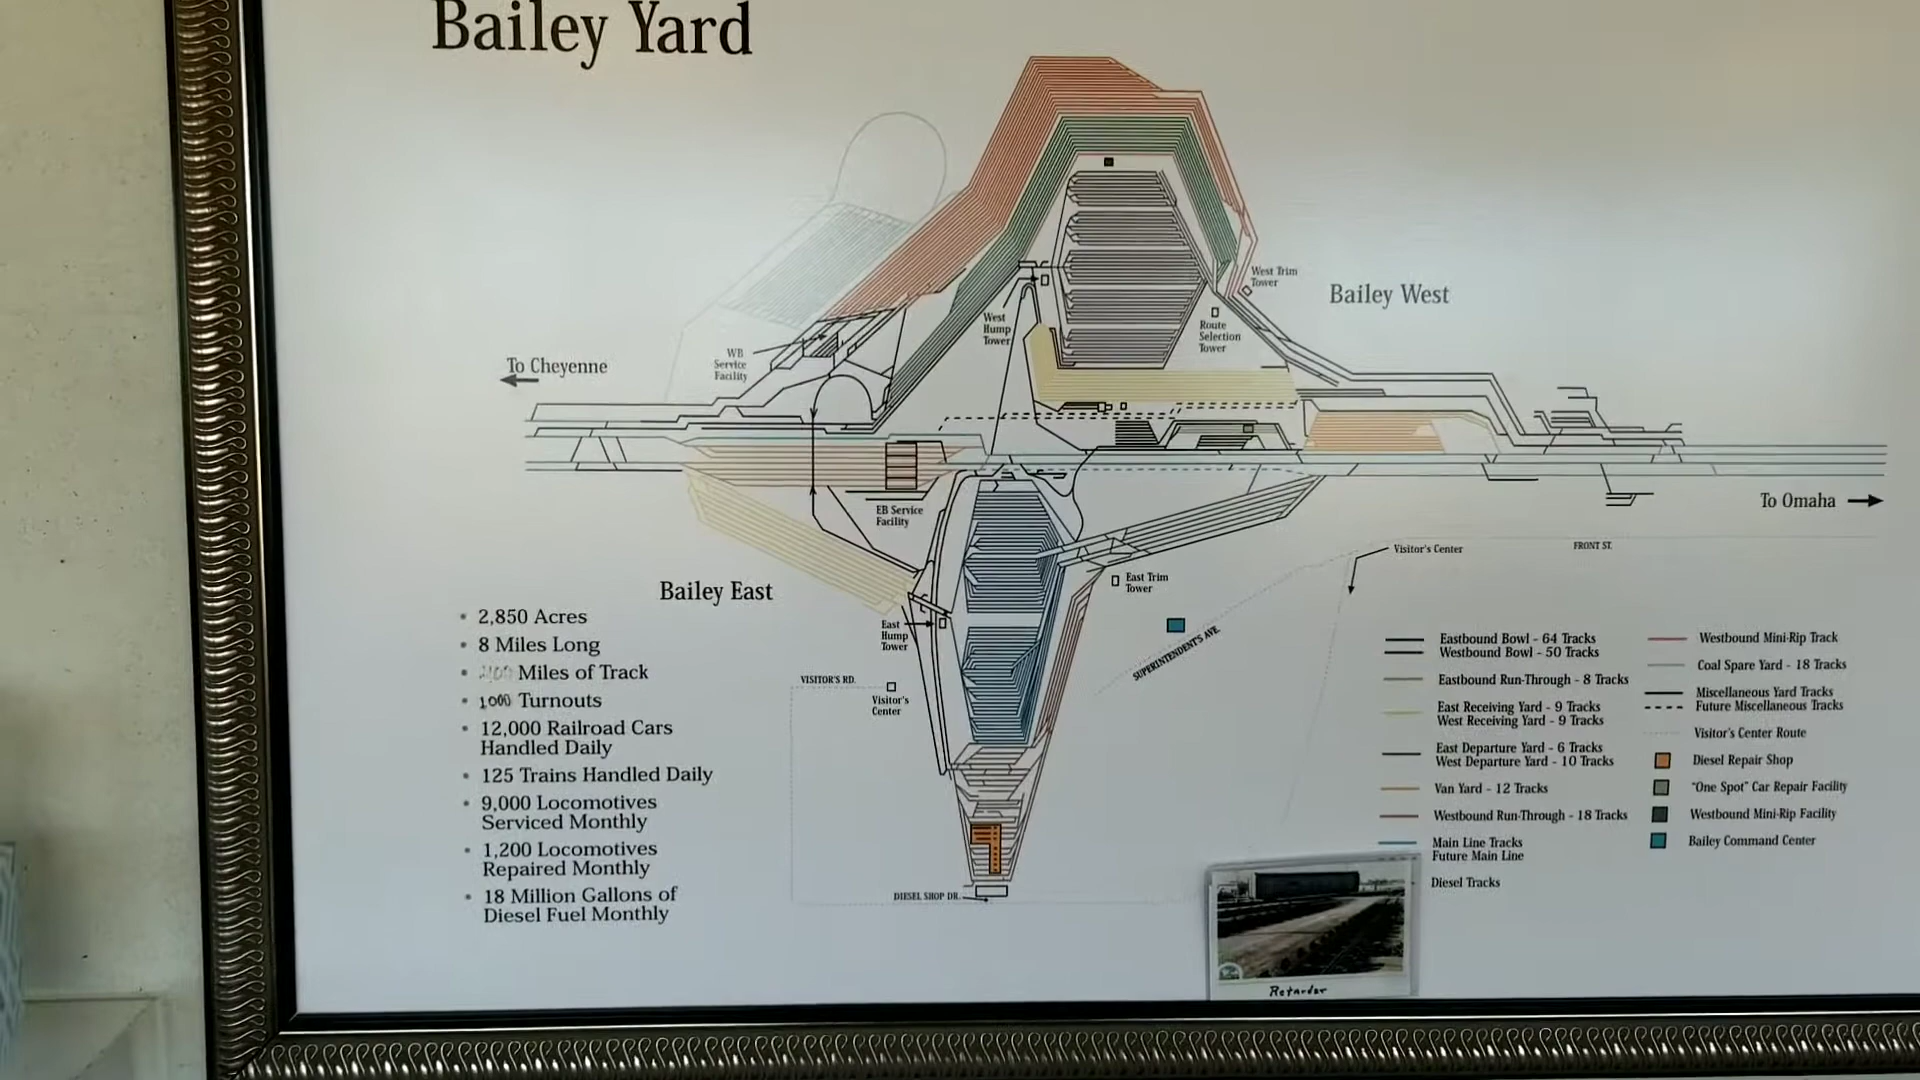 Bailey Yard
West Trim
Tower
Bailey West
West
Hump
Tower
Route
Selection
Tower
WB
Service
Facility
To Cheyenne
To Omaha
EB Service
Facility
Visitor's Center
FRONT ST.
East Trim
Tower
Bailey East
East
Hump
Tower
SUPERINTENDENT'S AVE.
VISITOR'S RD.
Visitor's
Center
DIESEL SHOP DR.
• 2,850 Acres
• 8 Miles Long
• Miles of Track
• 1000 Turnouts
• 12,000 Railroad Cars
Handled Daily
• 125 Trains Handled Daily
• 9,000 Locomotives
Serviced Monthly
• 1,200 Locomotives
Repaired Monthly
• 18 Million Gallons of
Diesel Fuel Monthly
Eastbound Bowl - 64 Tracks
Westbound Bowl - 50 Tracks
Eastbound Run-Through - 8 Tracks
East Receiving Yard - 9 Tracks
West Receiving Yard - 9 Tracks
East Departure Yard - 6 Tracks
West Departure Yard - 10 Tracks
Van Yard - 12 Tracks
Westbound Run-Through - 18 Tracks
Main Line Tracks
Future Main Line
Diesel Tracks
Westbound Mini-Rip Track
Coal Spare Yard - 18 Tracks
Miscellaneous Yard Tracks
Future Miscellaneous Tracks
Visitor's Center Route
Diesel Repair Shop
"One Spot" Car Repair Facility
Westbound Mini-Rip Facility
Bailey Command Center
Retarder